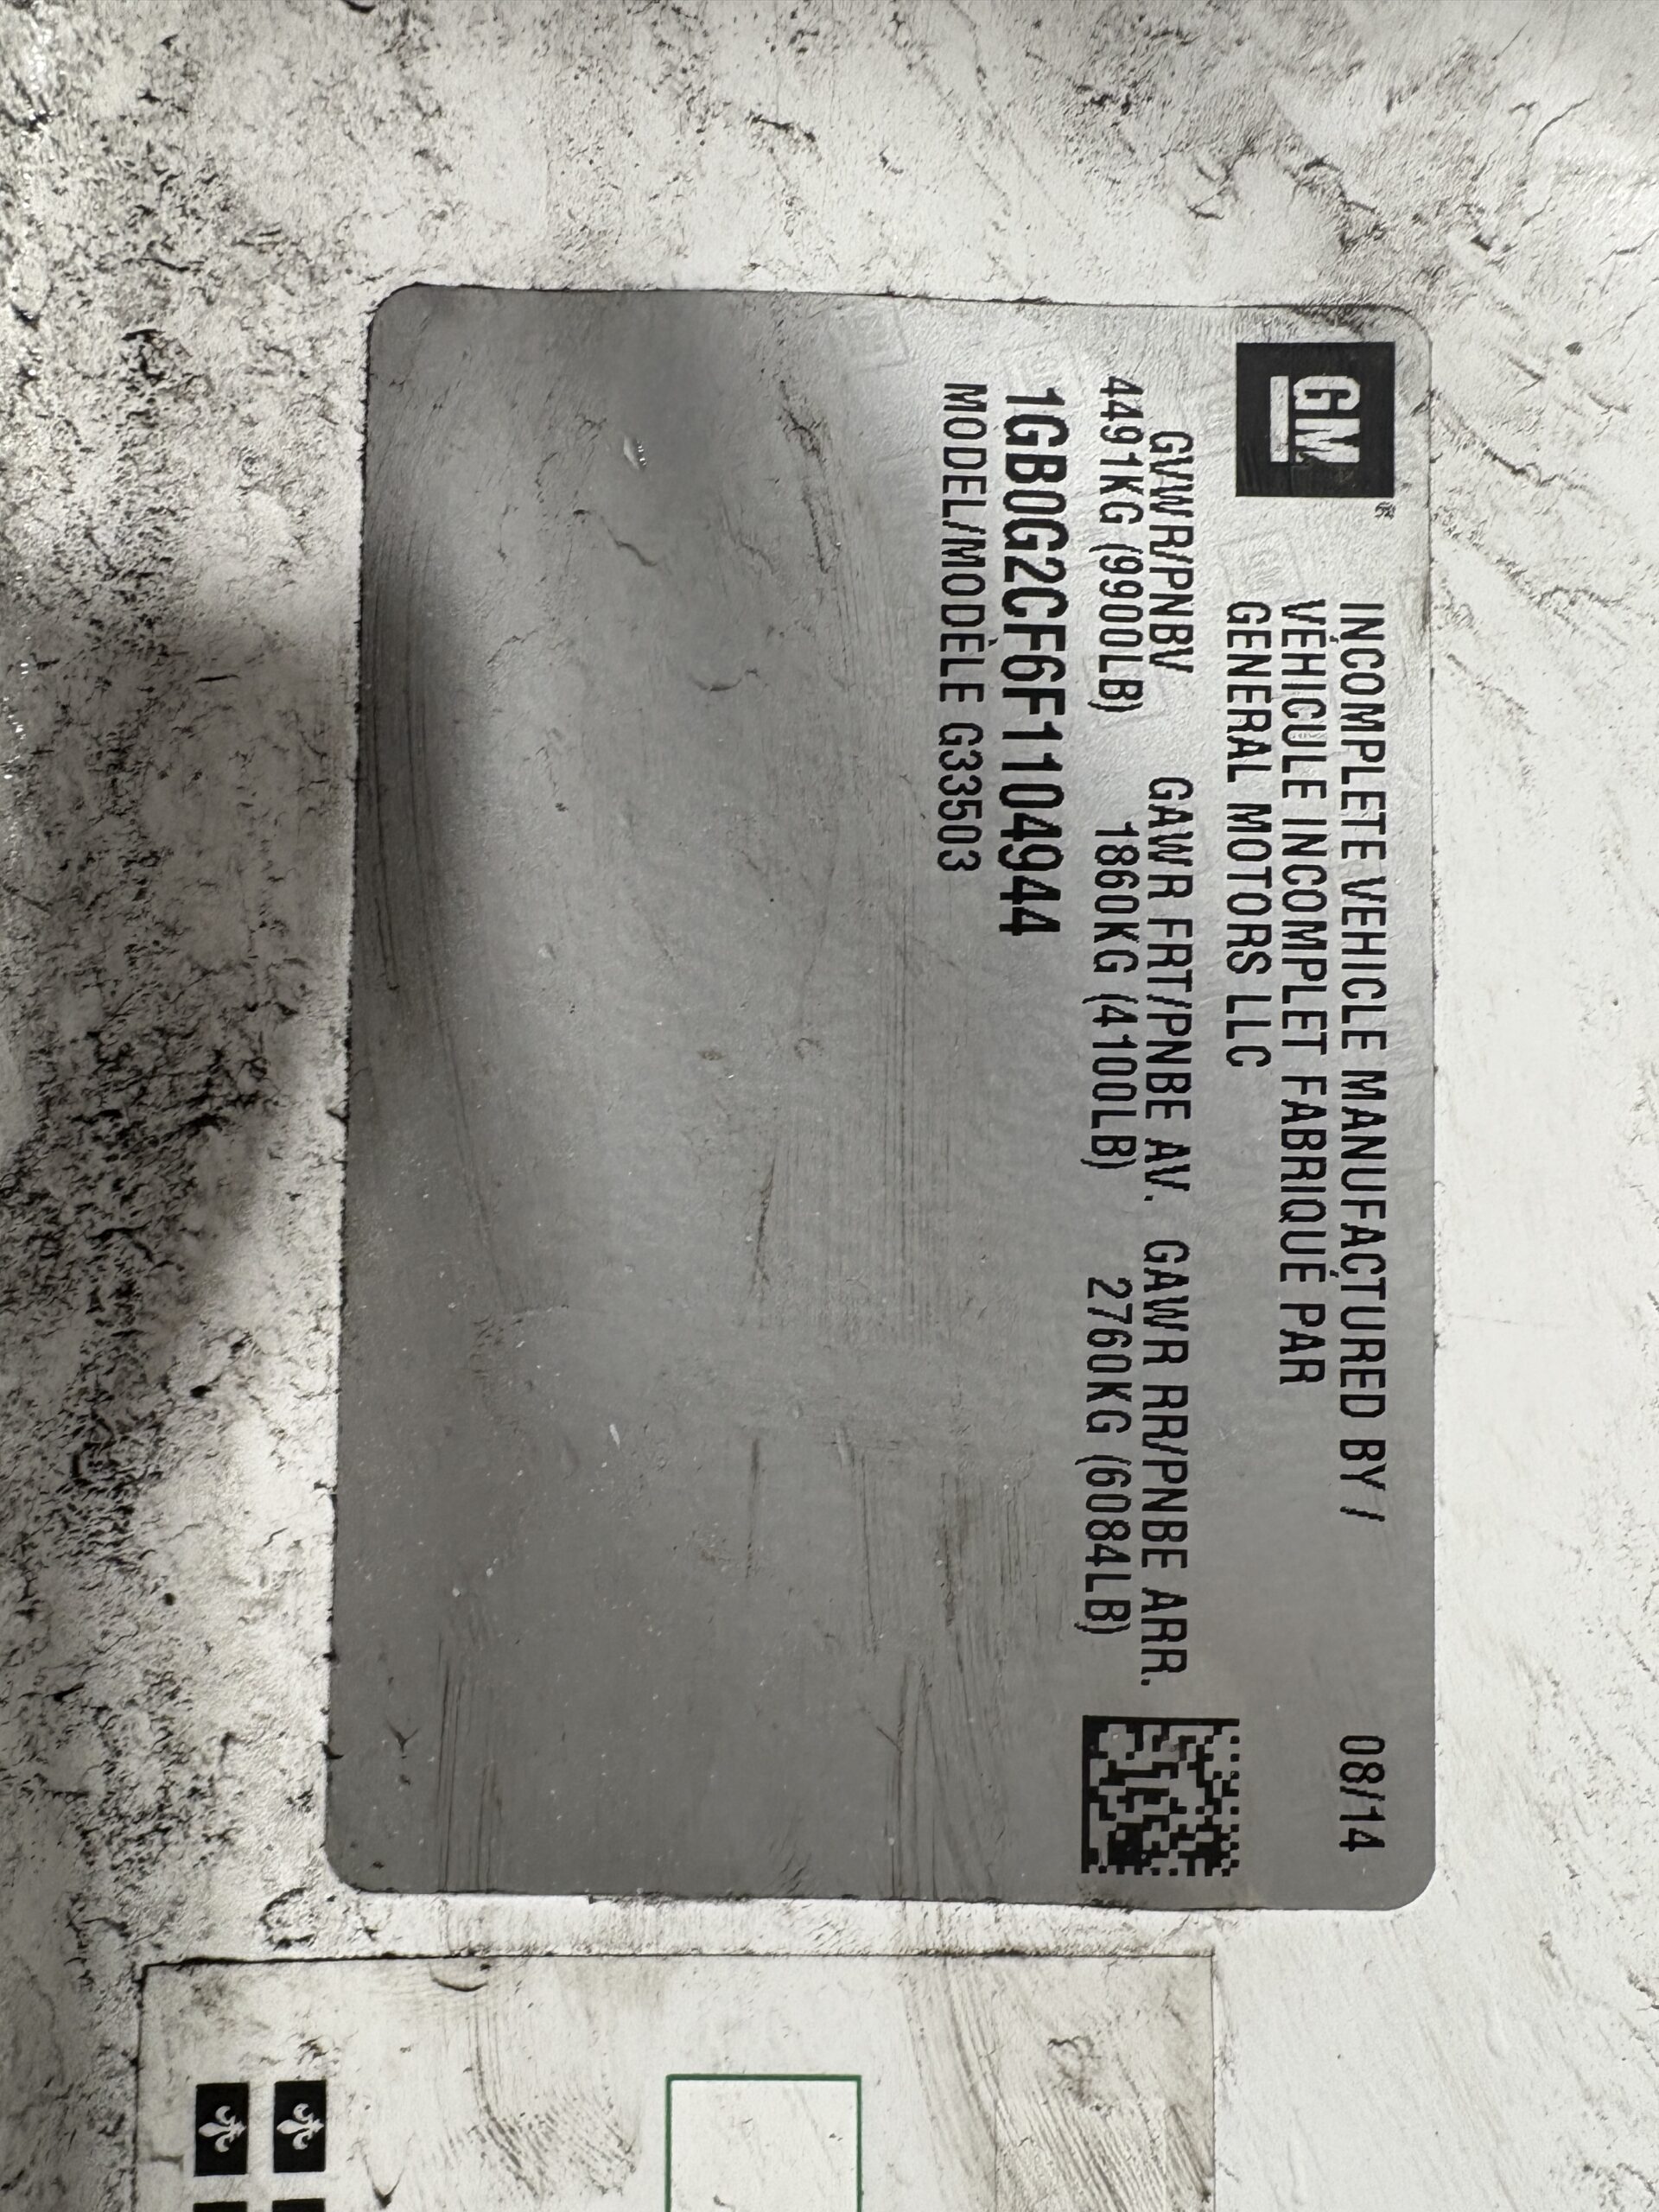 GM®
INCOMPLETE VEHICLE MANUFACTURED BY /
08/14
VÉHICULE INCOMPLET FABRIQUÉ PAR
GENERAL MOTORS LLC
GVWR/PNBV GAWR FRT/PNBE AV. GAWR RR/PNBE ARR.
4491KG (9900LB) 1860KG (4100LB) 2760KG (6084LB)
1GB0G2CF6F1104944
MODEL/MODÈLE G33503